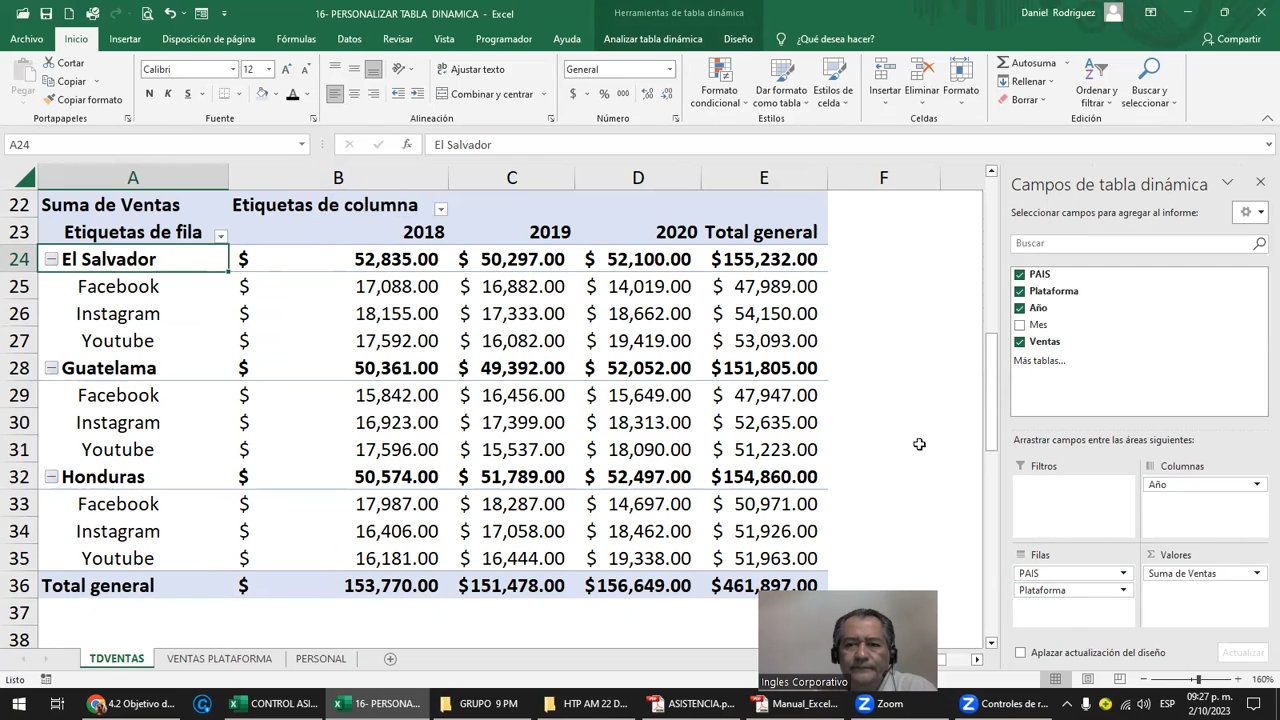 16- PERSONALIZAR TABLA DINAMICA - Excel
Herramientas de tabla dinámica
Daniel Rodriguez
Archivo Inicio Insertar Disposición de página Fórmulas Datos Revisar Vista Programador Ayuda Analizar tabla dinámica Diseño ¿Qué desea hacer? Compartir
Pegar
Cortar
Copiar
Copiar formato
Portapapeles
Calibri 12
N K S
Fuente
Ajustar texto
Combinar y centrar
Alineación
General
$ % 000
Número
Formato condicional
Dar formato como tabla
Estilos de celda
Estilos
Insertar Eliminar Formato
Celdas
Autosuma
Rellenar
Borrar
Ordenar y filtrar
Buscar y seleccionar
Edición
A24 fx El Salvador
A B C D E F
22 Suma de Ventas Etiquetas de columna
23 Etiquetas de fila 2018 2019 2020 Total general
24 El Salvador $ 52,835.00 $ 50,297.00 $ 52,100.00 $155,232.00
25 Facebook $ 17,088.00 $ 16,882.00 $ 14,019.00 $ 47,989.00
26 Instagram $ 18,155.00 $ 17,333.00 $ 18,662.00 $ 54,150.00
27 Youtube $ 17,592.00 $ 16,082.00 $ 19,419.00 $ 53,093.00
28 Guatelama $ 50,361.00 $ 49,392.00 $ 52,052.00 $151,805.00
29 Facebook $ 15,842.00 $ 16,456.00 $ 15,649.00 $ 47,947.00
30 Instagram $ 16,923.00 $ 17,399.00 $ 18,313.00 $ 52,635.00
31 Youtube $ 17,596.00 $ 15,537.00 $ 18,090.00 $ 51,223.00
32 Honduras $ 50,574.00 $ 51,789.00 $ 52,497.00 $154,860.00
33 Facebook $ 17,987.00 $ 18,287.00 $ 14,697.00 $ 50,971.00
34 Instagram $ 16,406.00 $ 17,058.00 $ 18,462.00 $ 51,926.00
35 Youtube $ 16,181.00 $ 16,444.00 $ 19,338.00 $ 51,963.00
36 Total general $ 153,770.00 $151,478.00 $156,649.00 $461,897.00
37
38
Campos de tabla dinámica
Seleccionar campos para agregar al informe:
Buscar
PAIS
Plataforma
Año
Mes
Ventas
Más tablas...
Arrastrar campos entre las áreas siguientes:
Filtros
Columnas
Año
Filas
PAIS
Plataforma
Σ Valores
Suma de Ventas
Aplazar actualización del diseño
Actualizar
Ingles Corporativo
TDVENTAS VENTAS PLATAFORMA PERSONAL
Listo
160%
4.2 Objetivo d... CONTROL ASI... 16- PERSONA... GRUPO 9 PM HTP AM 22 D... ASISTENCIA.p... Manual_Excel... Zoom Controles de r...
ESP
09:27 p. m.
2/10/2023